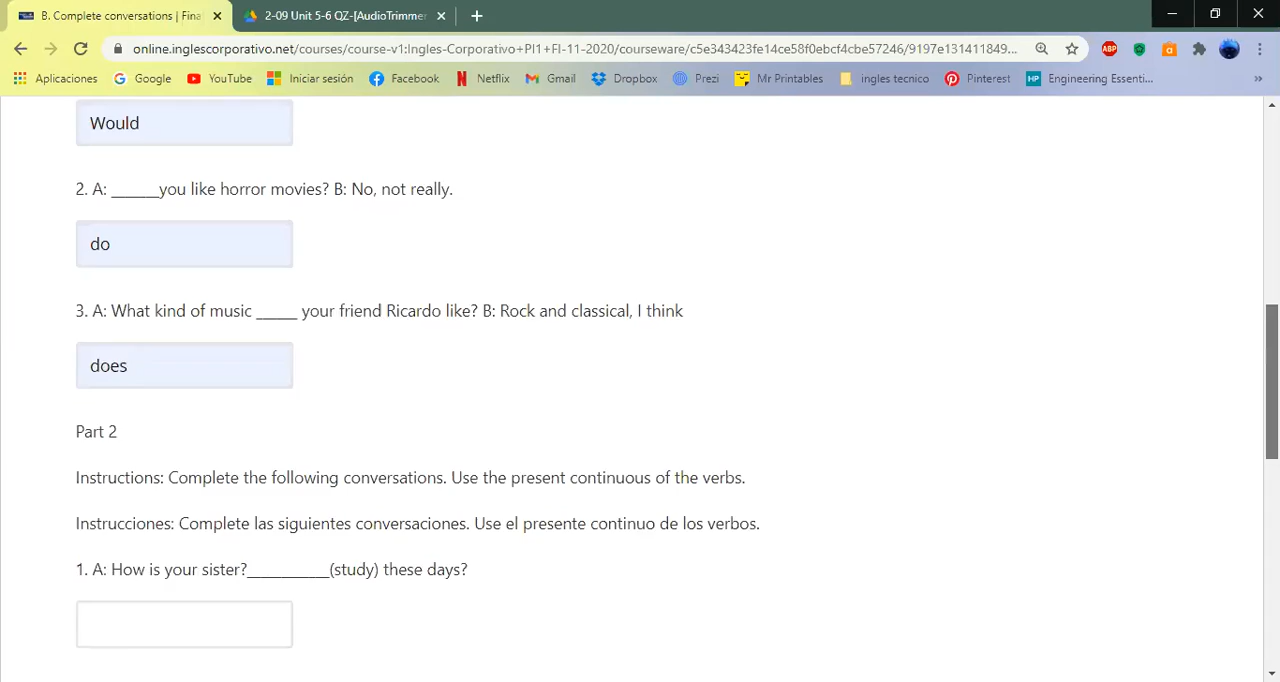 B. Complete conversations | Fina
2-09 Unit 5-6 QZ-[AudioTrimmer
online.inglescorporativo.net/courses/course-v1:Ingles-Corporativo+PI1+FI-11-2020/courseware/c5e343423fe14ce58f0ebcf4cbe57246/9197e131411849...
ABP
Aplicaciones Google YouTube Iniciar sesión Facebook Netflix Gmail Dropbox Prezi Mr Printables ingles tecnico Pinterest HP Engineering Essenti... »
Would
2. A: ______you like horror movies? B: No, not really.
do
3. A: What kind of music _____ your friend Ricardo like? B: Rock and classical, I think
does
Part 2
Instructions: Complete the following conversations. Use the present continuous of the verbs.
Instrucciones: Complete las siguientes conversaciones. Use el presente continuo de los verbos.
1. A: How is your sister?__________(study) these days?